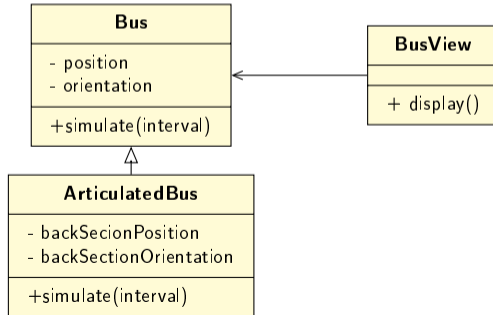 Bus
- position
- orientation
+simulate(interval)
BusView
+ display()
ArticulatedBus
- backSecionPosition
- backSectionOrientation
+simulate(interval)